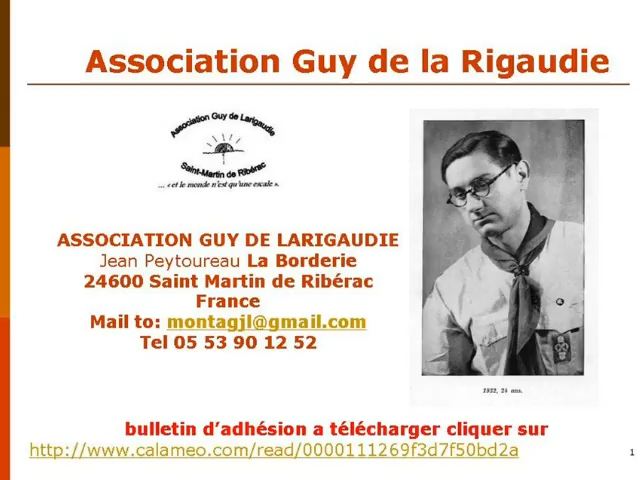 Association Guy de la Rigaudie
Association Guy de Larigaudie
Saint-Martin de Ribérac
... « et le monde n'est qu'une escale ».
ASSOCIATION GUY DE LARIGAUDIE
Jean Peytoureau La Borderie
24600 Saint Martin de Ribérac
France
Mail to: montagjl@gmail.com
Tel 05 53 90 12 52
1932, 24 ans.
bulletin d’adhésion a télécharger cliquer sur
http://www.calameo.com/read/0000111269f3d7f50bd2a
1